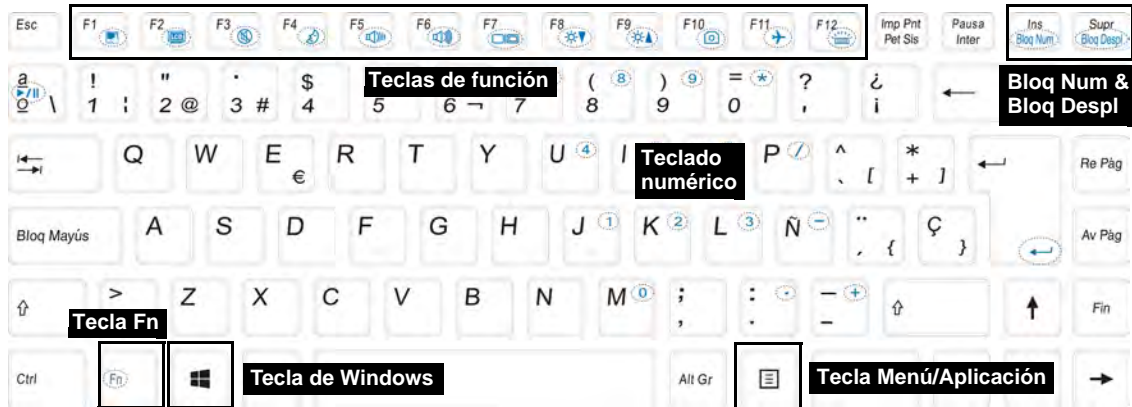 Esc F1 F2 F3 F4 F5 F6 F7 F8 F9 F10 F11 F12 Imp Pnt Pausa Ins Supr
Pet Sis Inter Bloq Num Bloq Despl
Teclas de función
Bloq Num &
Bloq Despl
a ! " · $ ( 8 ) 9 = * ? ¿
º \ 1 ¦ 2 @ 3 # 4 5 6 ¬ 7 8 9 0 ' ¡
Q W E € R T Y U 4 I P / ^ ` [ * + ] Re Pàg
Teclado
numérico
Bloq Mayús A S D F G H J 1 K 2 L 3 Ñ − ¨ ´ { Ç } Av Pàg
> Z X C V B N M 0 ; , : . · — – + Fin
Tecla Fn
Ctrl Fn Tecla de Windows Alt Gr Tecla Menú/Aplicación